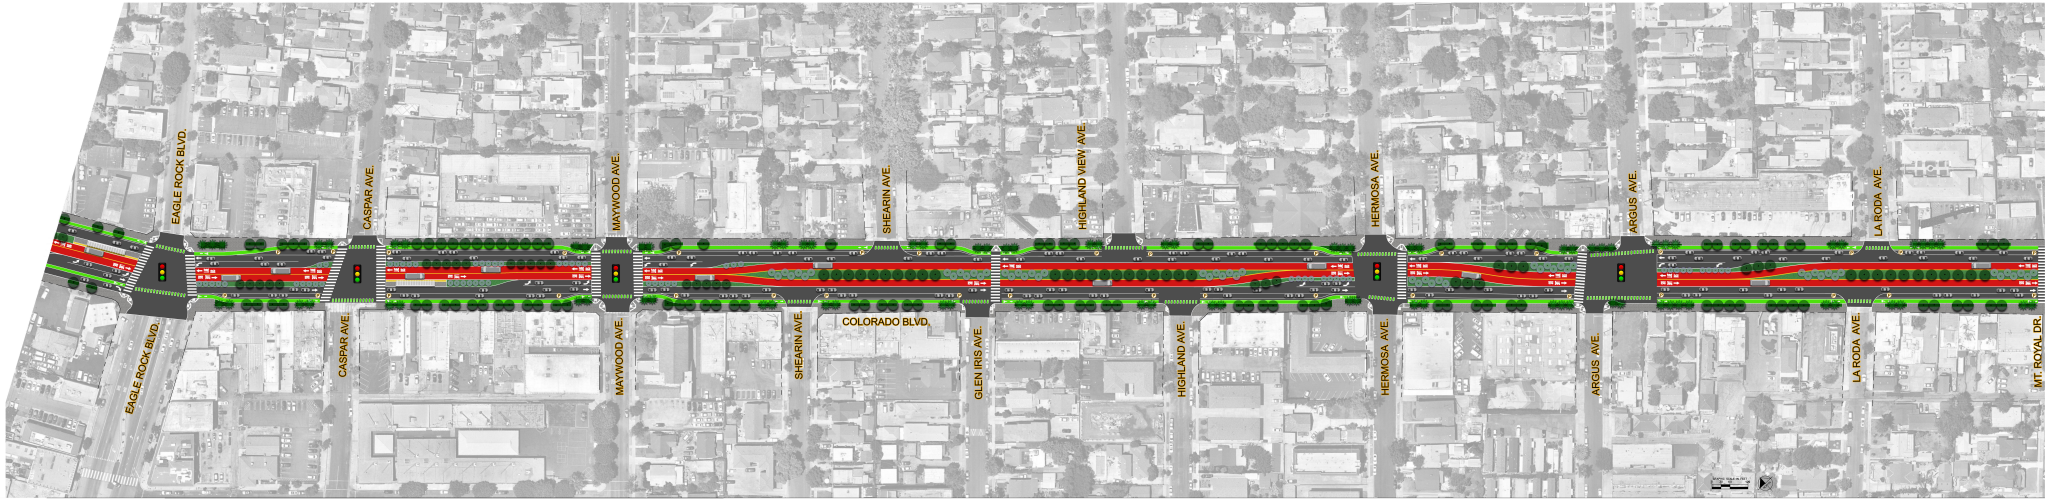 EAGLE ROCK BLVD.
CASPAR AVE.
MAYWOOD AVE.
SHEARIN AVE.
HIGHLAND VIEW AVE.
HERMOSA AVE.
ARGUS AVE.
LA RODA AVE.
COLORADO BLVD.
EAGLE ROCK BLVD.
CASPAR AVE.
MAYWOOD AVE.
SHEARIN AVE.
GLEN IRIS AVE.
HIGHLAND AVE.
HERMOSA AVE.
ARGUS AVE.
LA RODA AVE.
MT. ROYAL DR.